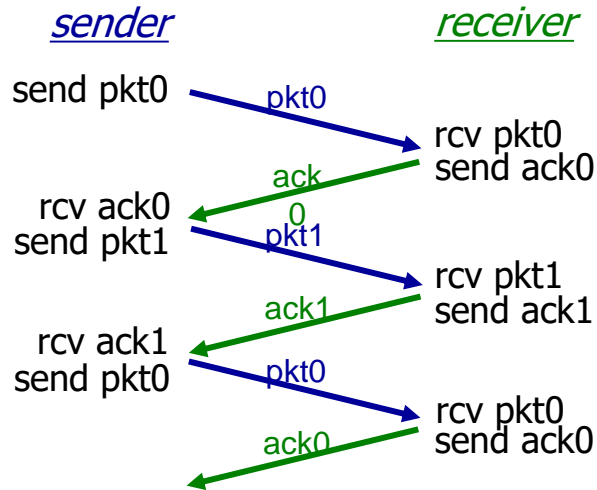 sender receiver
send pkt0
pkt0
rcv pkt0
send ack0
ack
0
rcv ack0
send pkt1
pkt1
rcv pkt1
send ack1
ack1
rcv ack1
send pkt0
pkt0
rcv pkt0
send ack0
ack0